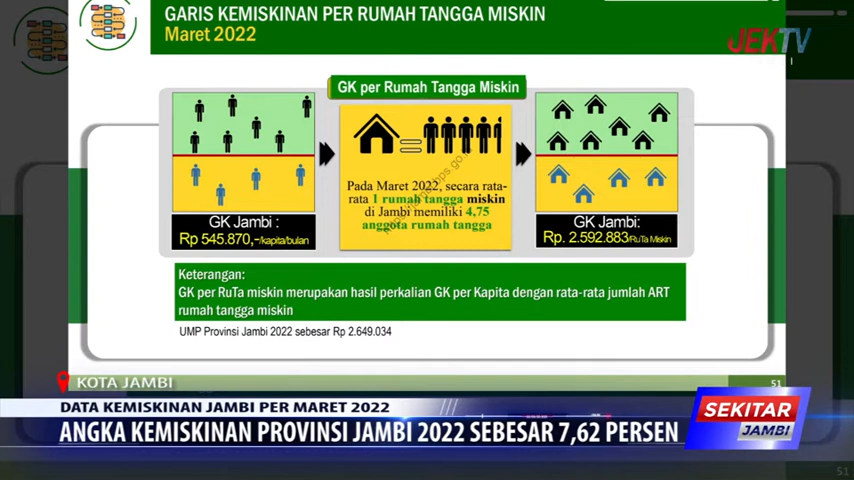 GARIS KEMISKINAN PER RUMAH TANGGA MISKIN
Maret 2022
JEKTV
GK per Rumah Tangga Miskin
Pada Maret 2022, secara rata-
rata 1 rumah tangga miskin
di Jambi memiliki 4,75
anggota rumah tangga
GK Jambi :
Rp 545.870,-/kapita/bulan
GK Jambi:
Rp. 2.592.883/RuTa Miskin
Keterangan:
GK per RuTa miskin merupakan hasil perkalian GK per Kapita dengan rata-rata jumlah ART
rumah tangga miskin
UMP Provinsi Jambi 2022 sebesar Rp 2.649.034
51
KOTA JAMBI
DATA KEMISKINAN JAMBI PER MARET 2022
ANGKA KEMISKINAN PROVINSI JAMBI 2022 SEBESAR 7,62 PERSEN
SEKITAR
JAMBI
51